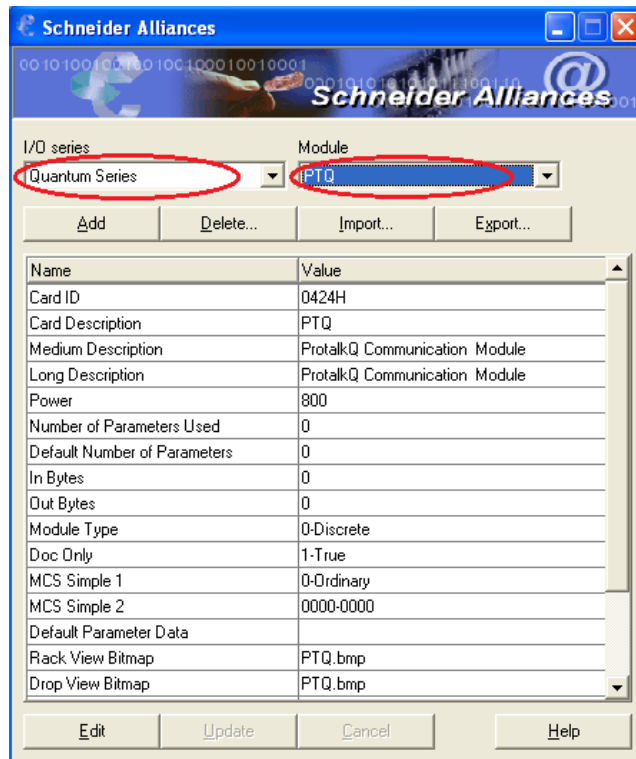 Schneider Alliances
Schneider Alliances
I/O series Module
Quantum Series PTQ
Add Delete... Import... Export...
Name Value
Card ID 0424H
Card Description PTQ
Medium Description ProtalkQ Communication Module
Long Description ProtalkQ Communication Module
Power 800
Number of Parameters Used 0
Default Number of Parameters 0
In Bytes 0
Out Bytes 0
Module Type 0-Discrete
Doc Only 1-True
MCS Simple 1 0-Ordinary
MCS Simple 2 0000-0000
Default Parameter Data
Rack View Bitmap PTQ.bmp
Drop View Bitmap PTQ.bmp
Edit Update Cancel Help